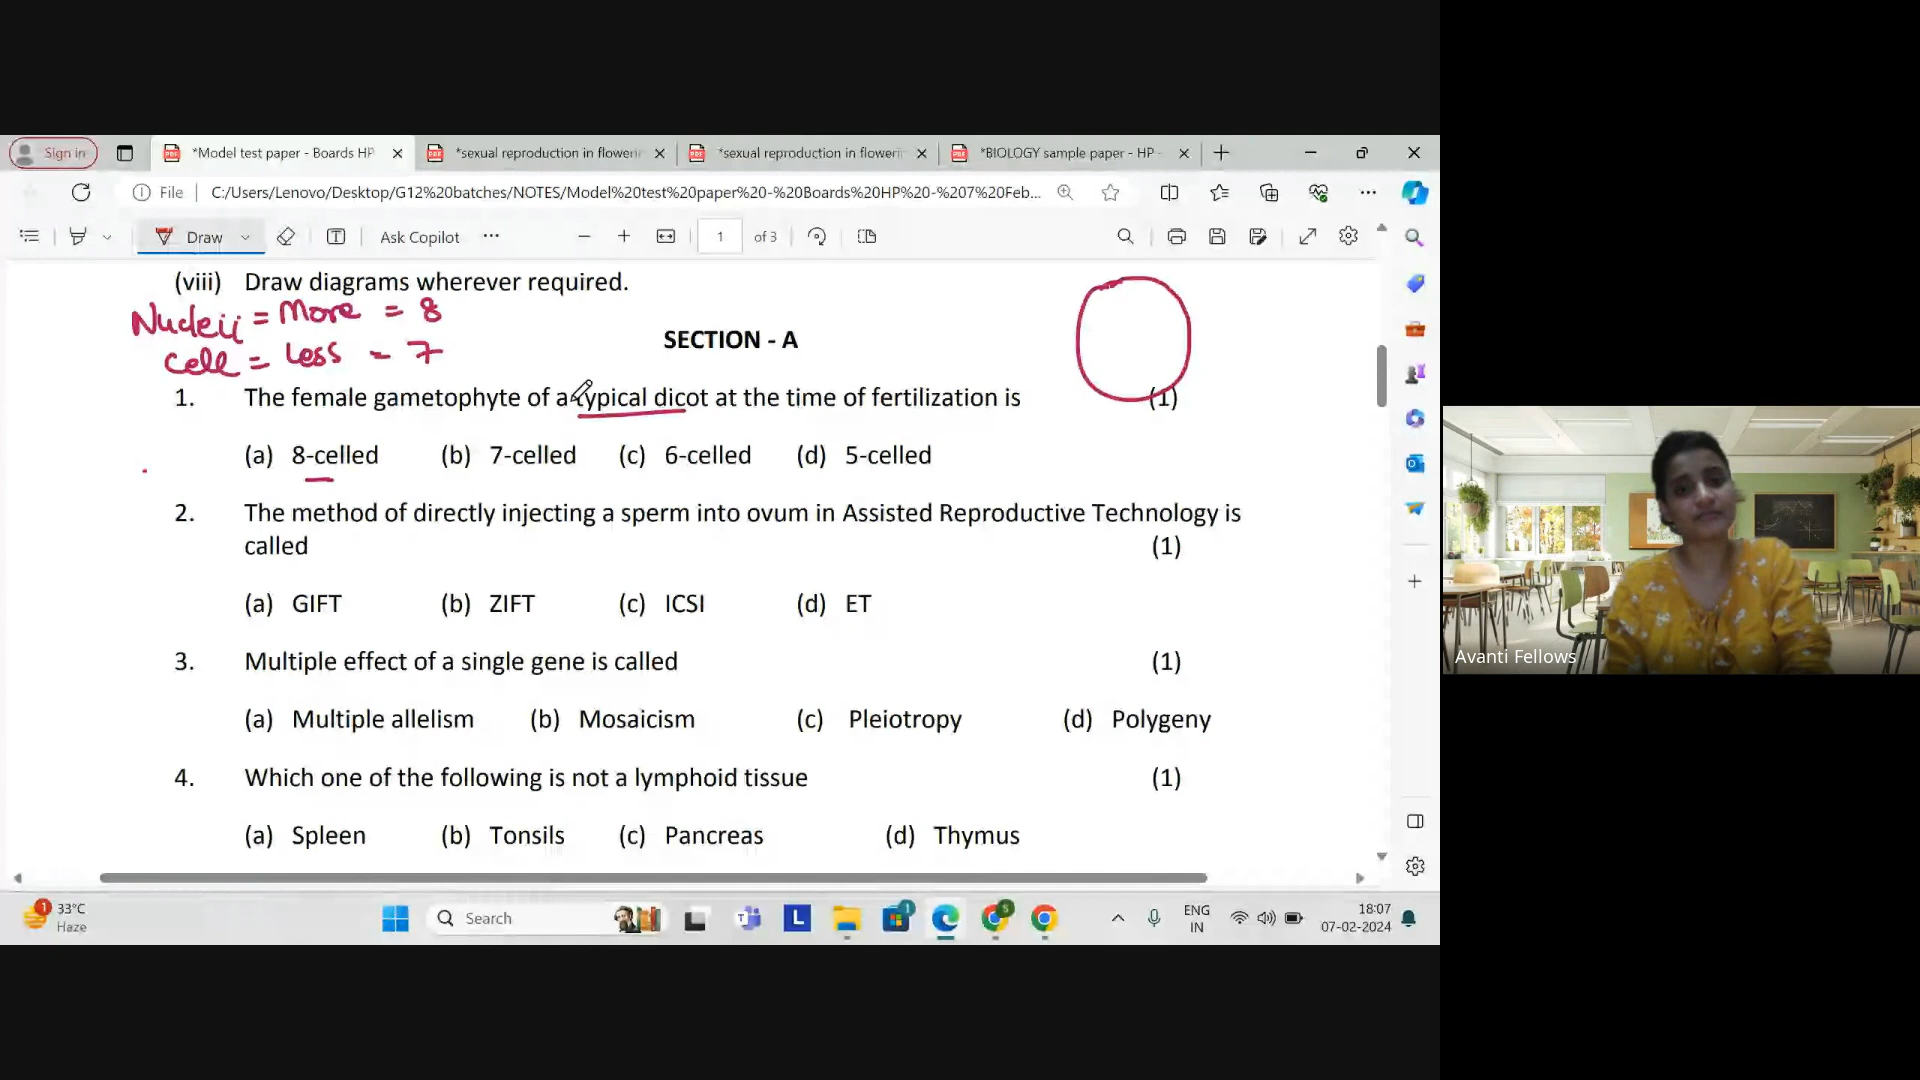 Sign in
*Model test paper - Boards HP
*sexual reproduction in floweri
*sexual reproduction in floweri
*BIOLOGY sample paper - HP -
File
C:/Users/Lenovo/Desktop/G12%20batches/NOTES/Model%20test%20paper%20-%20Boards%20HP%20-%207%20Feb...
Draw
Ask Copilot
1
of 3
(viii) Draw diagrams wherever required.
Nucleii = More = 8
Cell = Less = 7
SECTION - A
1. The female gametophyte of a typical dicot at the time of fertilization is (1)
(a) 8-celled (b) 7-celled (c) 6-celled (d) 5-celled
2. The method of directly injecting a sperm into ovum in Assisted Reproductive Technology is
called (1)
(a) GIFT (b) ZIFT (c) ICSI (d) ET
3. Multiple effect of a single gene is called (1)
(a) Multiple allelism (b) Mosaicism (c) Pleiotropy (d) Polygeny
4. Which one of the following is not a lymphoid tissue (1)
(a) Spleen (b) Tonsils (c) Pancreas (d) Thymus
Avanti Fellows
1
33°C
Haze
Search
1
5
ENG
IN
18:07
07-02-2024